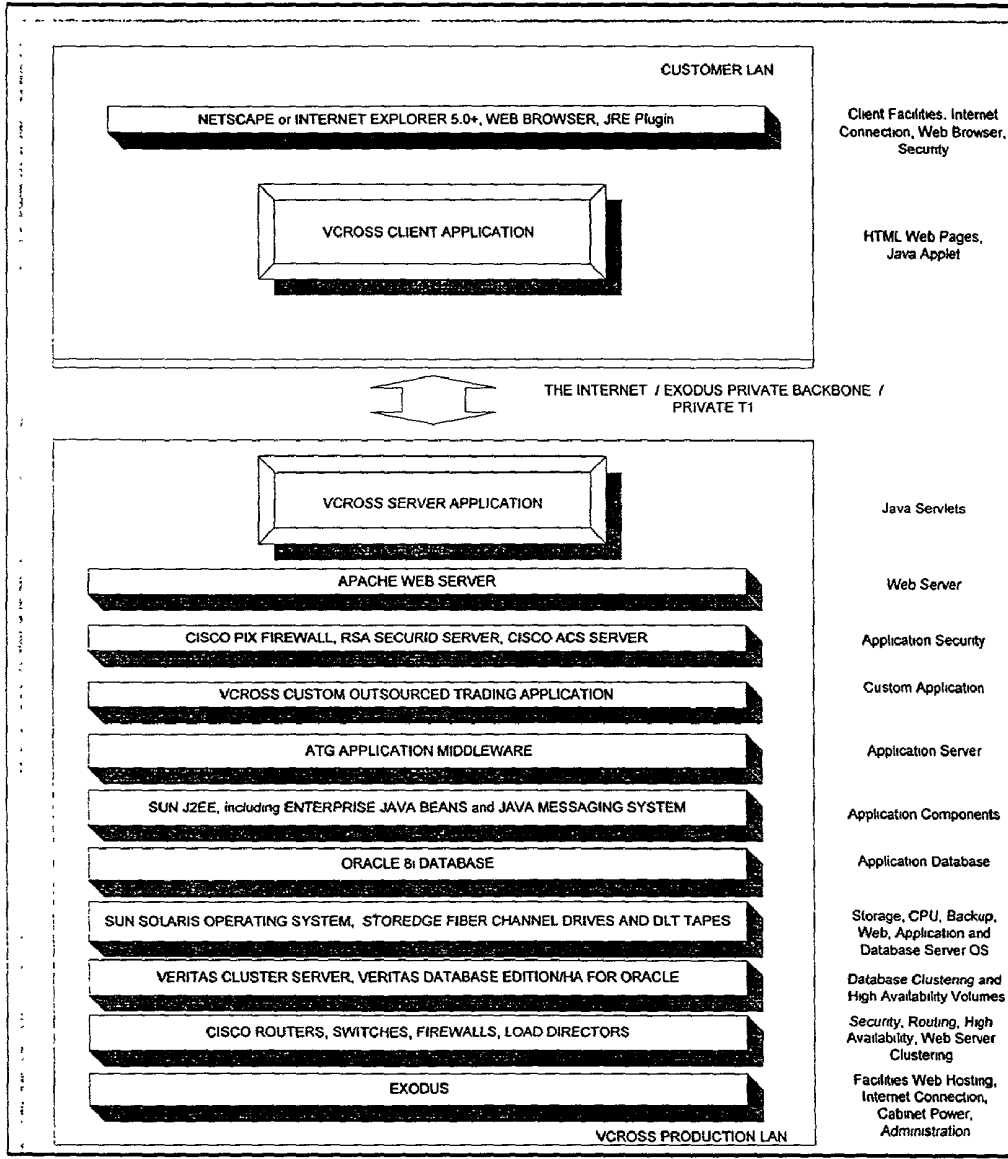 CUSTOMER LAN
NETSCAPE or INTERNET EXPLORER 5.0+, WEB BROWSER, JRE Plugin
Client Facilities. Internet
Connection, Web Browser,
Security
VCROSS CLIENT APPLICATION
HTML Web Pages,
Java Applet
THE INTERNET / EXODUS PRIVATE BACKBONE /
PRIVATE T1
VCROSS SERVER APPLICATION
Java Servlets
APACHE WEB SERVER
Web Server
CISCO PIX FIREWALL, RSA SECURID SERVER, CISCO ACS SERVER
Application Security
VCROSS CUSTOM OUTSOURCED TRADING APPLICATION
Custom Application
ATG APPLICATION MIDDLEWARE
Application Server
SUN J2EE, including ENTERPRISE JAVA BEANS and JAVA MESSAGING SYSTEM
Application Components
ORACLE 8i DATABASE
Application Database
SUN SOLARIS OPERATING SYSTEM, STOREDGE FIBER CHANNEL DRIVES AND DLT TAPES
Storage, CPU, Backup,
Web, Application and
Database Server OS
VERITAS CLUSTER SERVER, VERITAS DATABASE EDITION/HA FOR ORACLE
Database Clustering and
High Availability Volumes
CISCO ROUTERS, SWITCHES, FIREWALLS, LOAD DIRECTORS
Security, Routing, High
Availability, Web Server
Clustering
EXODUS
Facilities Web Hosting,
Internet Connection,
Cabinet Power,
Administration
VCROSS PRODUCTION LAN